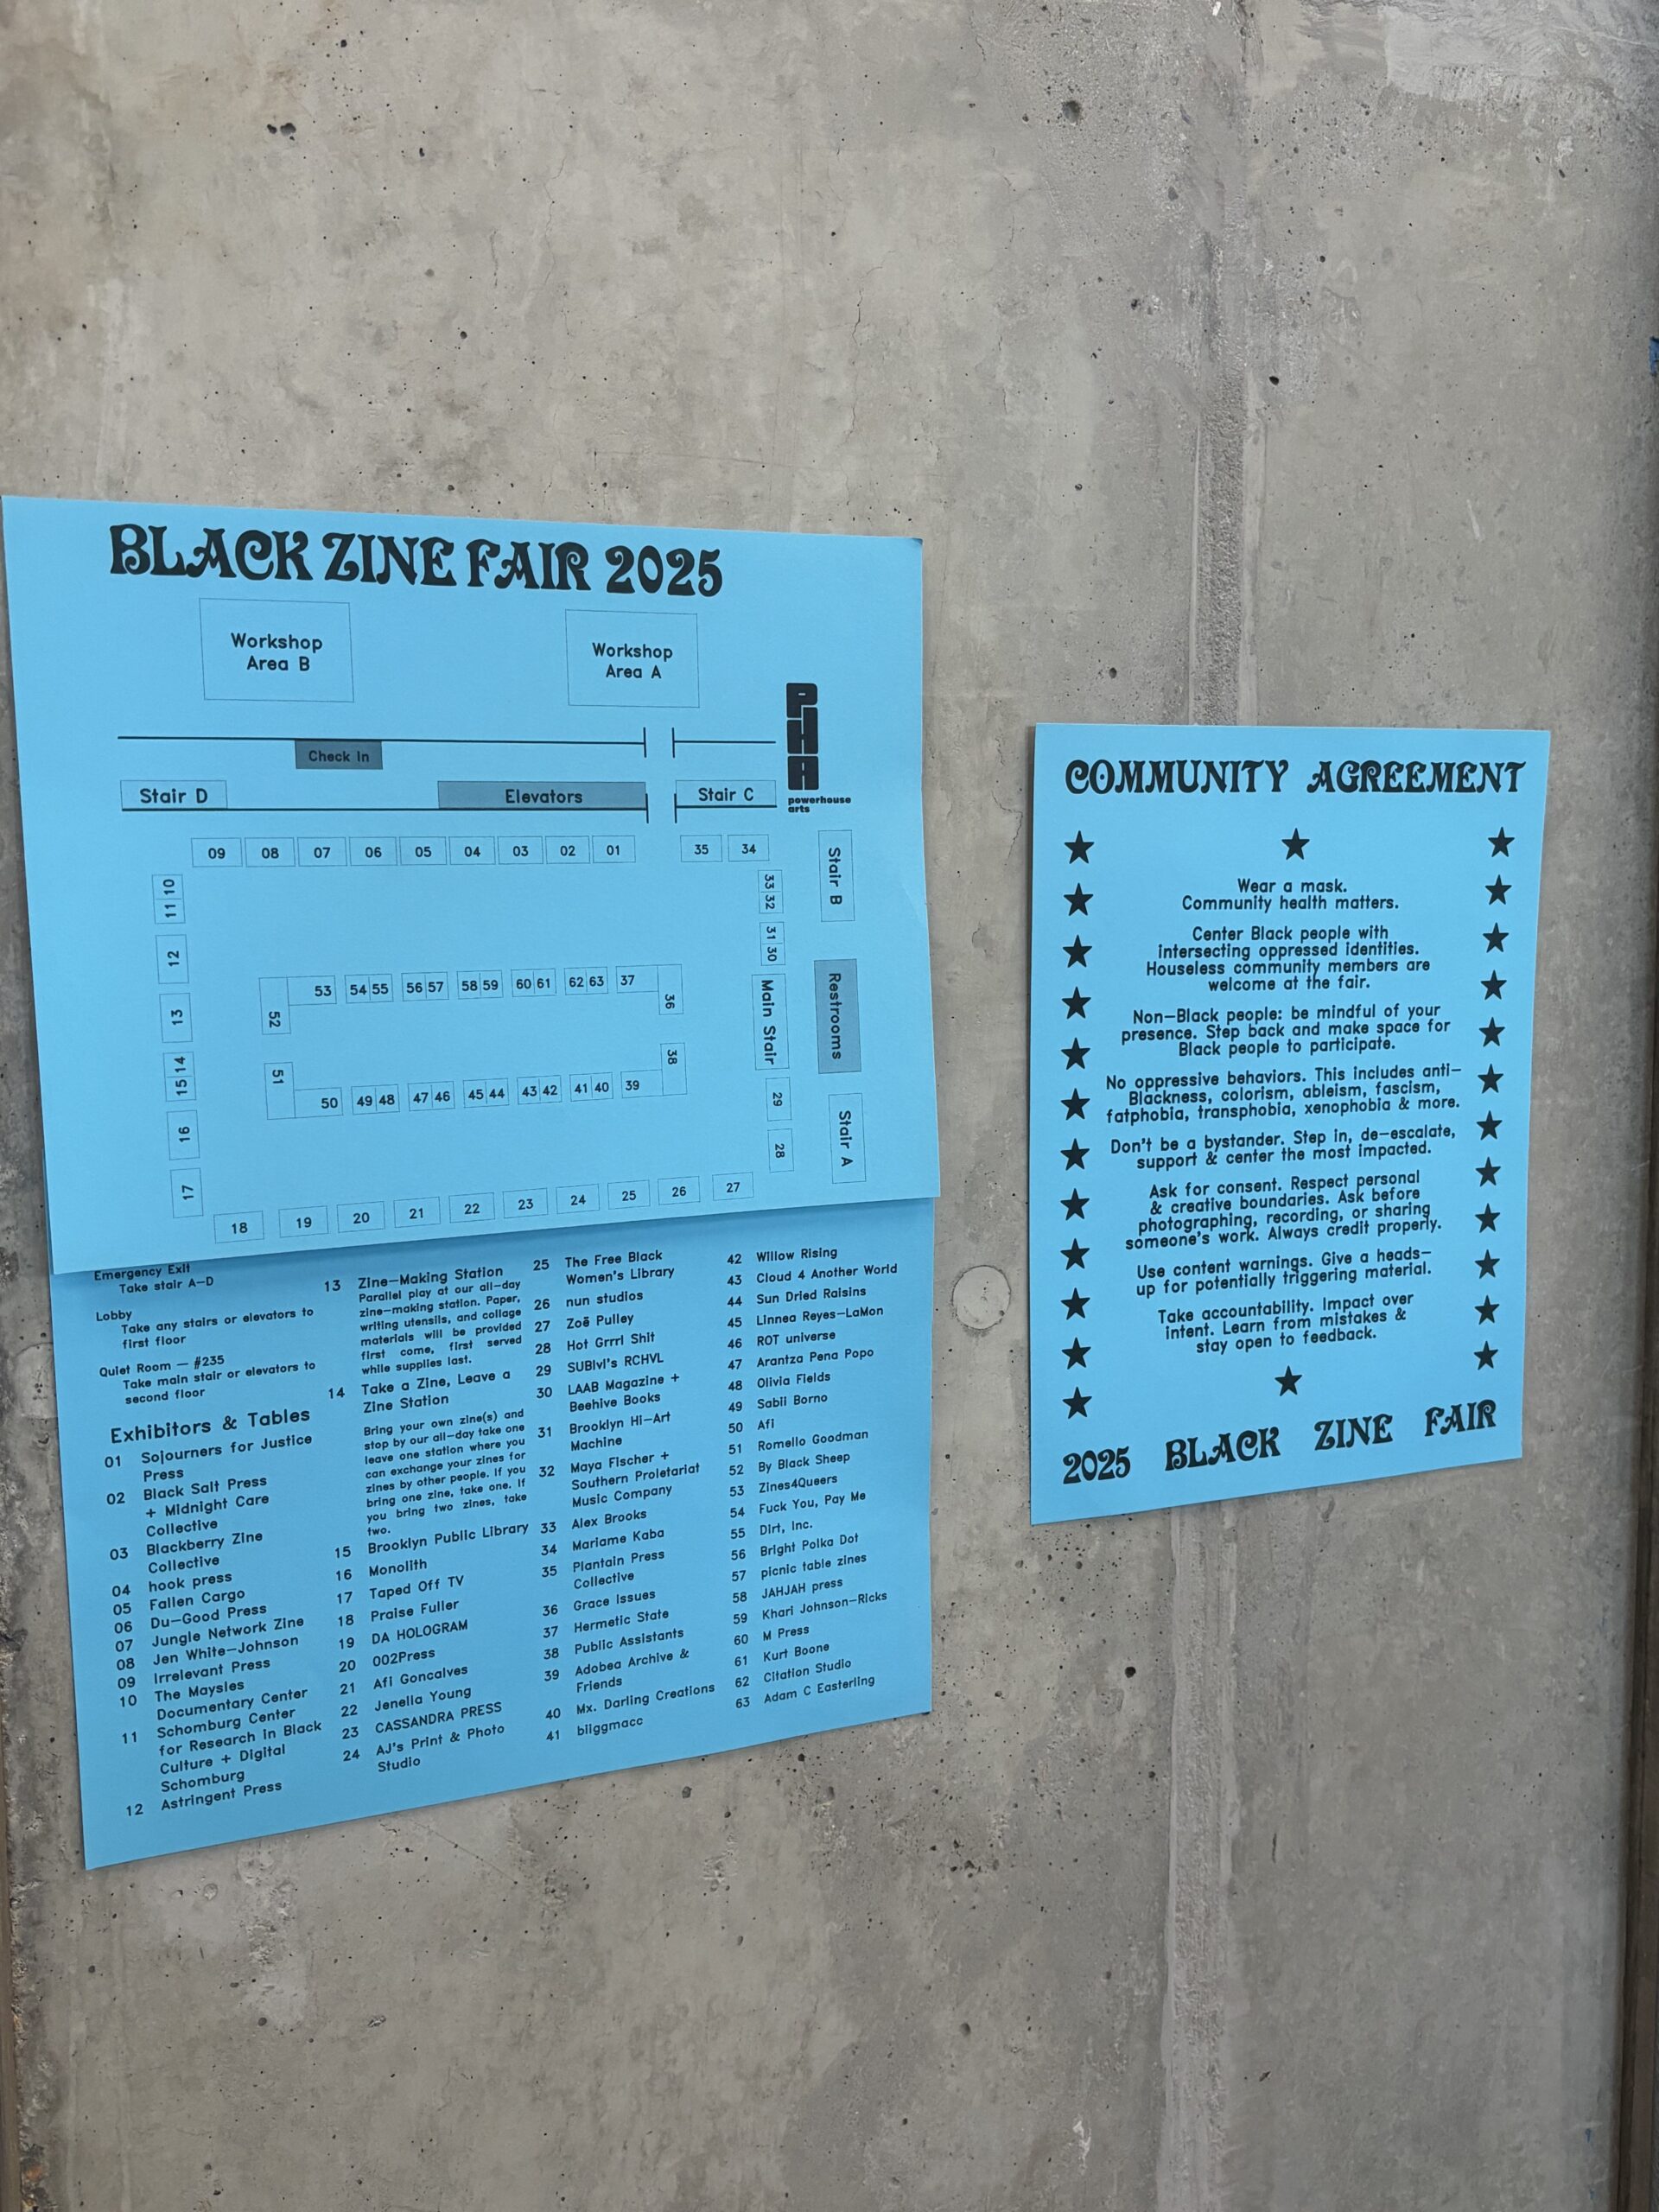 BLACK ZINE FAIR 2025
Workshop
Area B
Workshop
Area A
PHA
powerhouse
arts
Check In
Stair D
Elevators
Stair C
09 08 07 06 05 04 03 02 01 35 34
Stair B
11 10
12
13
15 14
16
17
33 32
31 30
Main Stair
Restrooms
29
28
Stair A
52 53 54 55 56 57 58 59 60 61 62 63 37 36
51 50 49 48 47 46 45 44 43 42 41 40 39 38
18 19 20 21 22 23 24 25 26 27
Emergency Exit
Take stair A-D
Lobby
Take any stairs or elevators to
first floor
Quiet Room — #235
Take main stair or elevators to
second floor
Exhibitors & Tables
01 Sojourners for Justice
Press
02 Black Salt Press
+ Midnight Care
Collective
03 Blackberry Zine
Collective
04 hook press
05 Fallen Cargo
06 Du-Good Press
07 Jungle Network Zine
08 Jen White-Johnson
09 Irrelevant Press
10 The Maysles
Documentary Center
11 Schomburg Center
for Research in Black
Culture + Digital
Schomburg
12 Astringent Press
13 Zine-Making Station
Parallel play at our all-day
zine-making station. Paper,
writing utensils, and collage
materials will be provided
first come, first served
while supplies last.
14 Take a Zine, Leave a
Zine Station
Bring your own zine(s) and
stop by our all-day take one
leave one station where you
can exchange your zines for
zines by other people. If you
bring one zine, take one. If
you bring two zines, take
two.
15 Brooklyn Public Library
16 Monolith
17 Taped Off TV
18 Praise Fuller
19 DA HOLOGRAM
20 002Press
21 Afi Goncalves
22 Jenella Young
23 CASSANDRA PRESS
24 AJ's Print & Photo
Studio
25 The Free Black
Women's Library
26 nun studios
27 Zoë Pulley
28 Hot Grrrl Shit
29 SUBlvl's RCHVL
30 LAAB Magazine +
Beehive Books
31 Brooklyn Hi-Art
Machine
32 Maya Fischer +
Southern Proletariat
Music Company
33 Alex Brooks
34 Mariame Kaba
35 Plantain Press
Collective
36 Grace Issues
37 Hermetic State
38 Public Assistants
39 Adobea Archive &
Friends
40 Mx. Darling Creations
41 biiggmacc
42 Willow Rising
43 Cloud 4 Another World
44 Sun Dried Raisins
45 Linnea Reyes-LaMon
46 ROT universe
47 Arantza Pena Popo
48 Olivia Fields
49 Sabii Borno
50 Afi
51 Romello Goodman
52 By Black Sheep
53 Zines4Queers
54 Fuck You, Pay Me
55 Dirt, Inc.
56 Bright Polka Dot
57 picnic table zines
58 JAHJAH press
59 Khari Johnson-Ricks
60 M Press
61 Kurt Boone
62 Citation Studio
63 Adam C Easterling
COMMUNITY AGREEMENT
Wear a mask.
Community health matters.
Center Black people with
intersecting oppressed identities.
Houseless community members are
welcome at the fair.
Non-Black people: be mindful of your
presence. Step back and make space for
Black people to participate.
No oppressive behaviors. This includes anti-
Blackness, colorism, ableism, fascism,
fatphobia, transphobia, xenophobia & more.
Don't be a bystander. Step in, de-escalate,
support & center the most impacted.
Ask for consent. Respect personal
& creative boundaries. Ask before
photographing, recording, or sharing
someone's work. Always credit properly.
Use content warnings. Give a heads-
up for potentially triggering material.
Take accountability. Impact over
intent. Learn from mistakes &
stay open to feedback.
2025 BLACK ZINE FAIR